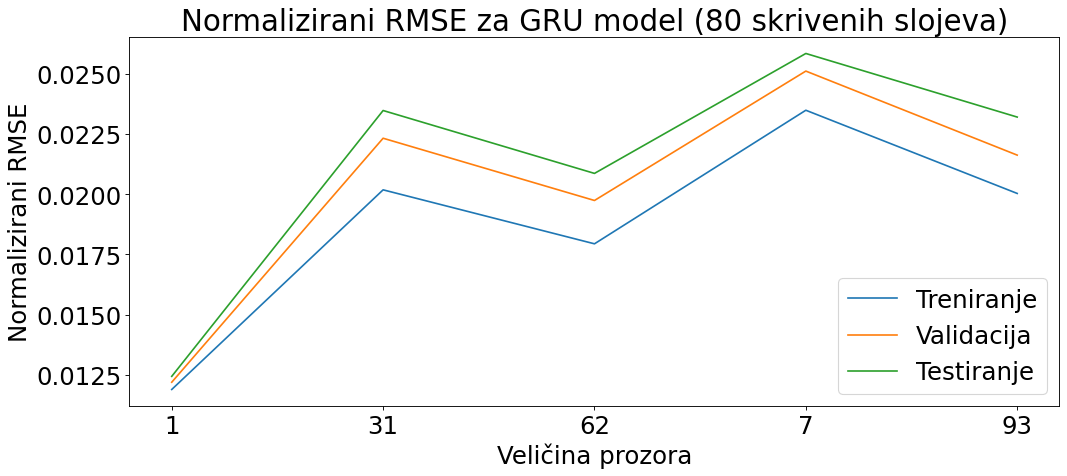 Normalizirani RMSE za GRU model (80 skrivenih slojeva)
Normalizirani RMSE
0.0250
0.0225
0.0200
0.0175
0.0150
0.0125
Treniranje
Validacija
Testiranje
1 31 62 7 93
Veličina prozora